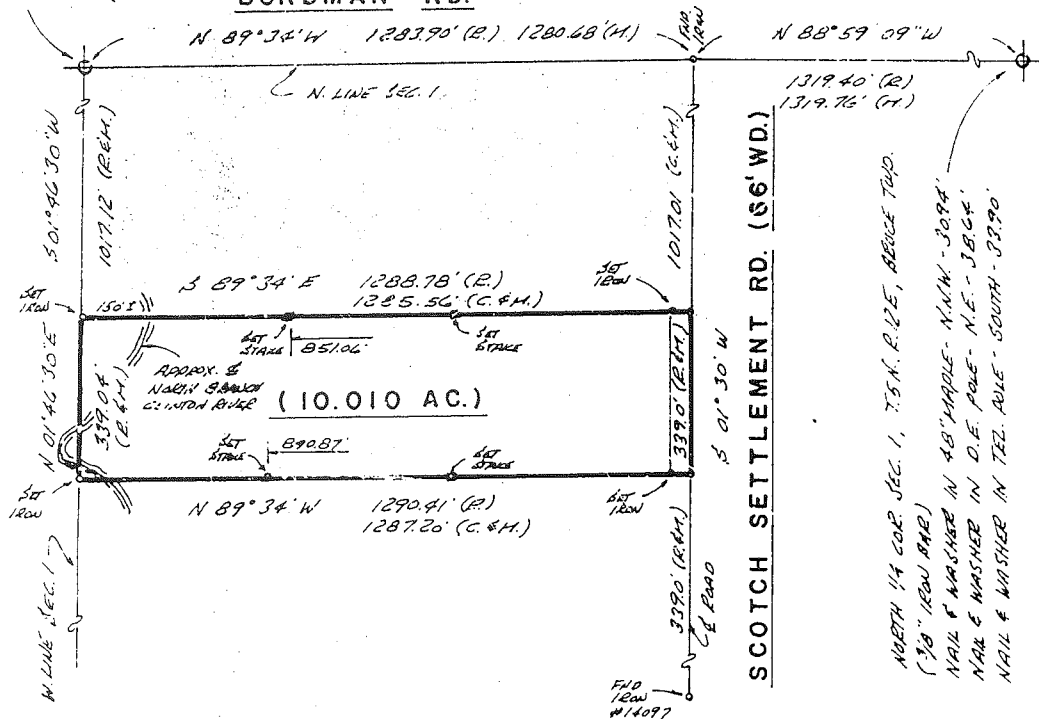 BORDMAN RD.
N 89°34' W 1283.90' (R.) 1280.68' (M.)
FND. IRON
N 88°59'09" W
1319.40' (R)
1319.76' (M.)
N. LINE SEC. 1
S 01°46'30" W
1017.12' (R.&M.)
1017.01' (C.&M.)
SCOTCH SETTLEMENT RD. (66' WD.)
S 89°34' E 1288.78' (R.)
1285.56' (C. & M.)
SET IRON
150'±
SET STAKE
851.06'
SET STAKE
SET IRON
APPROX. ℄
NORTH BRANCH
CLINTON RIVER
(10.010 AC.)
N 01°46'30" E
339.04'
(R.&M.)
339.0' (R.&M.)
S 01°30' W
SET STAKE
890.87'
SET STAKE
SET IRON
SET IRON
N 89°34' W 1290.41' (R.)
1287.20' (C. & M.)
W. LINE SEC. 1
339.0' (R.&M.)
℄ ROAD
FND
IRON
#14097
NORTH 1/4 COR. SEC. 1, T.5N. R.12E., BRUCE TWP.
(3/8" IRON BAR)
NAIL & WASHER IN 48" MAPLE - N.N.W. - 30.94'
NAIL & WASHER IN D.E. POLE - N.E. - 38.64'
NAIL & WASHER IN TEL. POLE - SOUTH - 33.90'